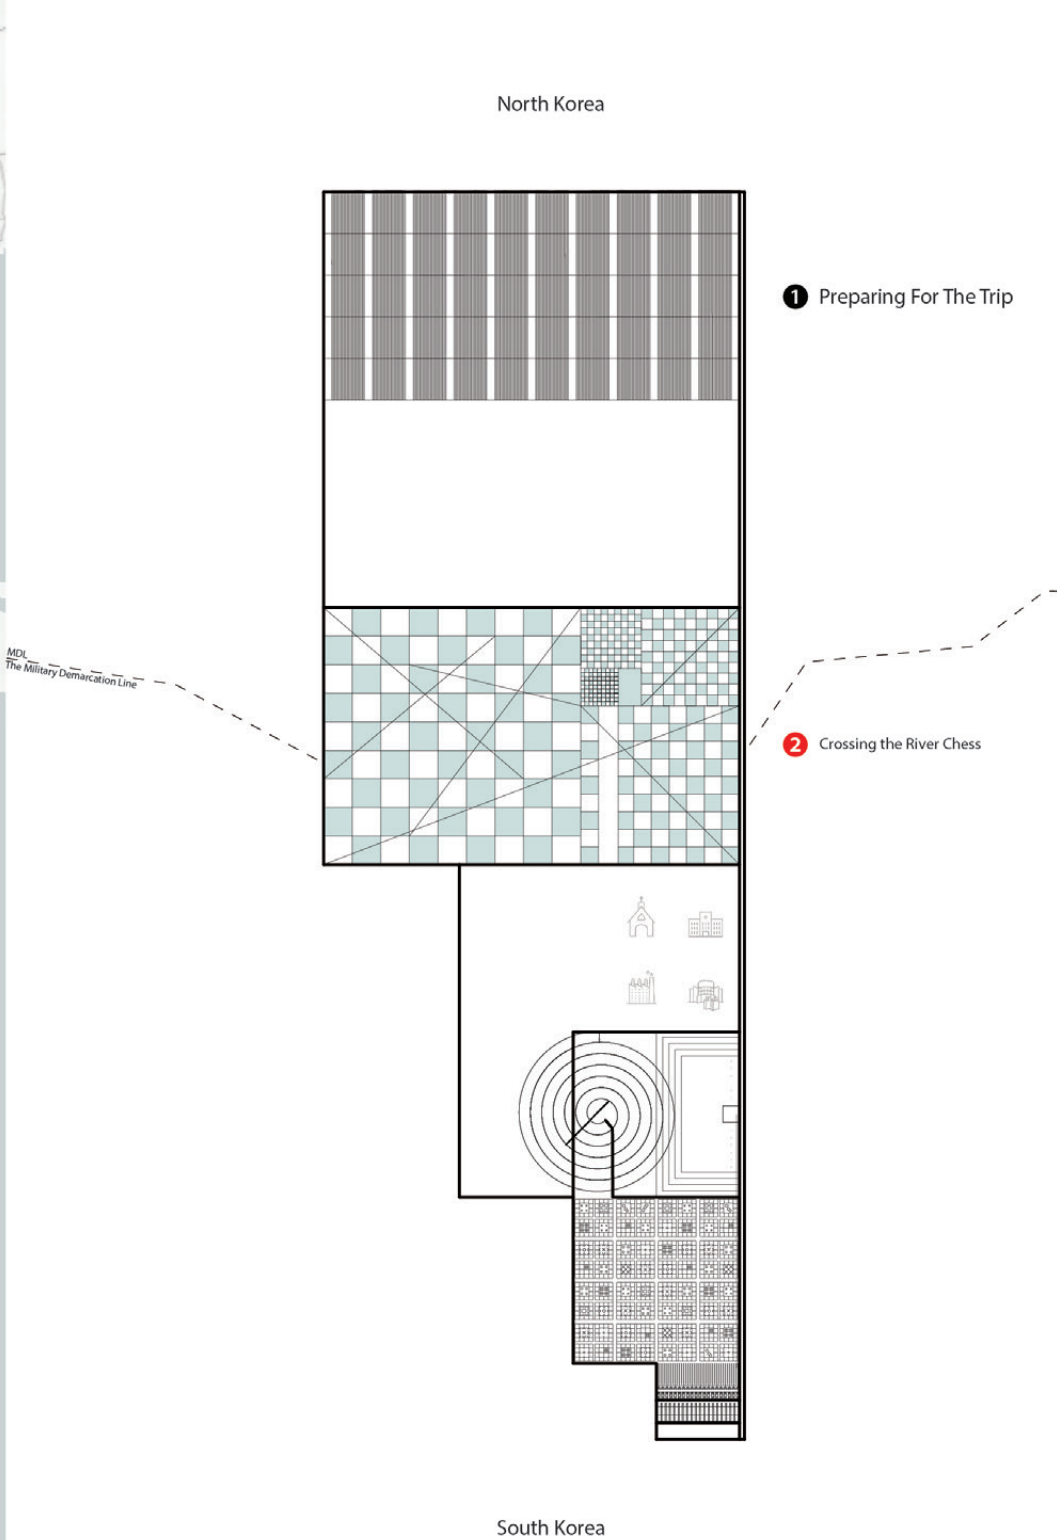 North Korea
1 Preparing For The Trip
MDL
The Military Demarcation Line
2 Crossing the River Chess
South Korea